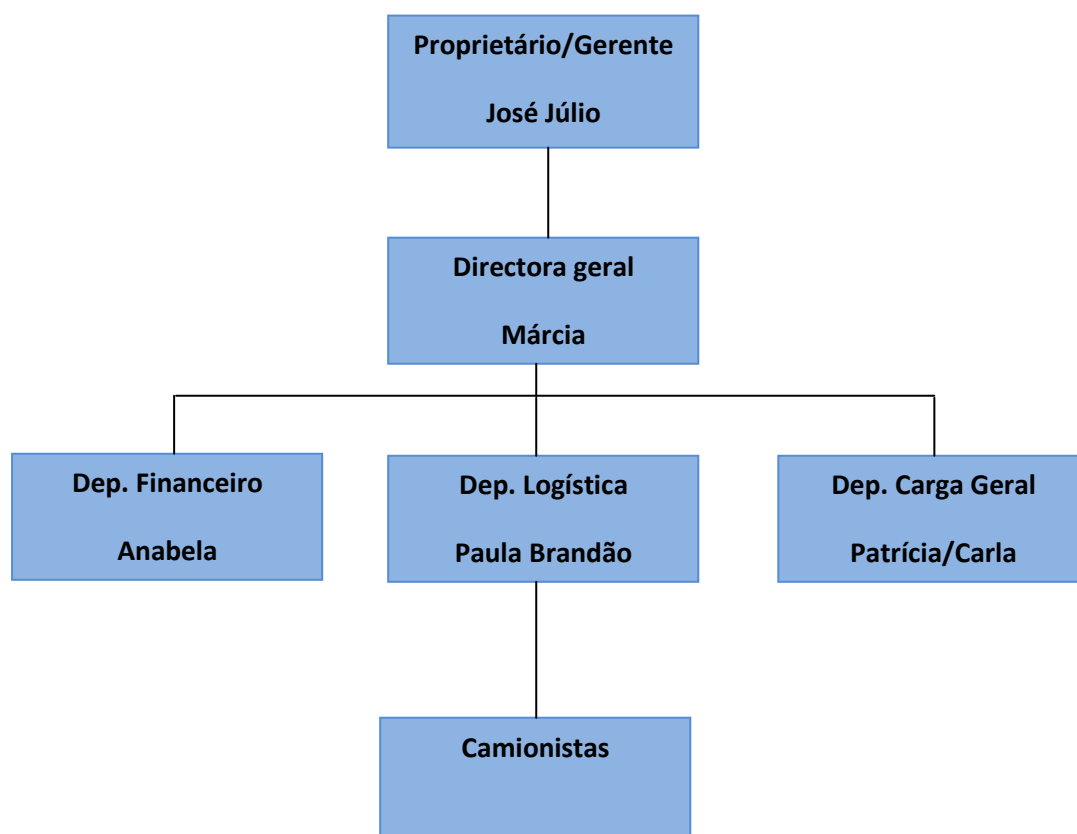 Proprietário/Gerente
José Júlio
Directora geral
Márcia
Dep. Financeiro
Anabela
Dep. Logística
Paula Brandão
Dep. Carga Geral
Patrícia/Carla
Camionistas